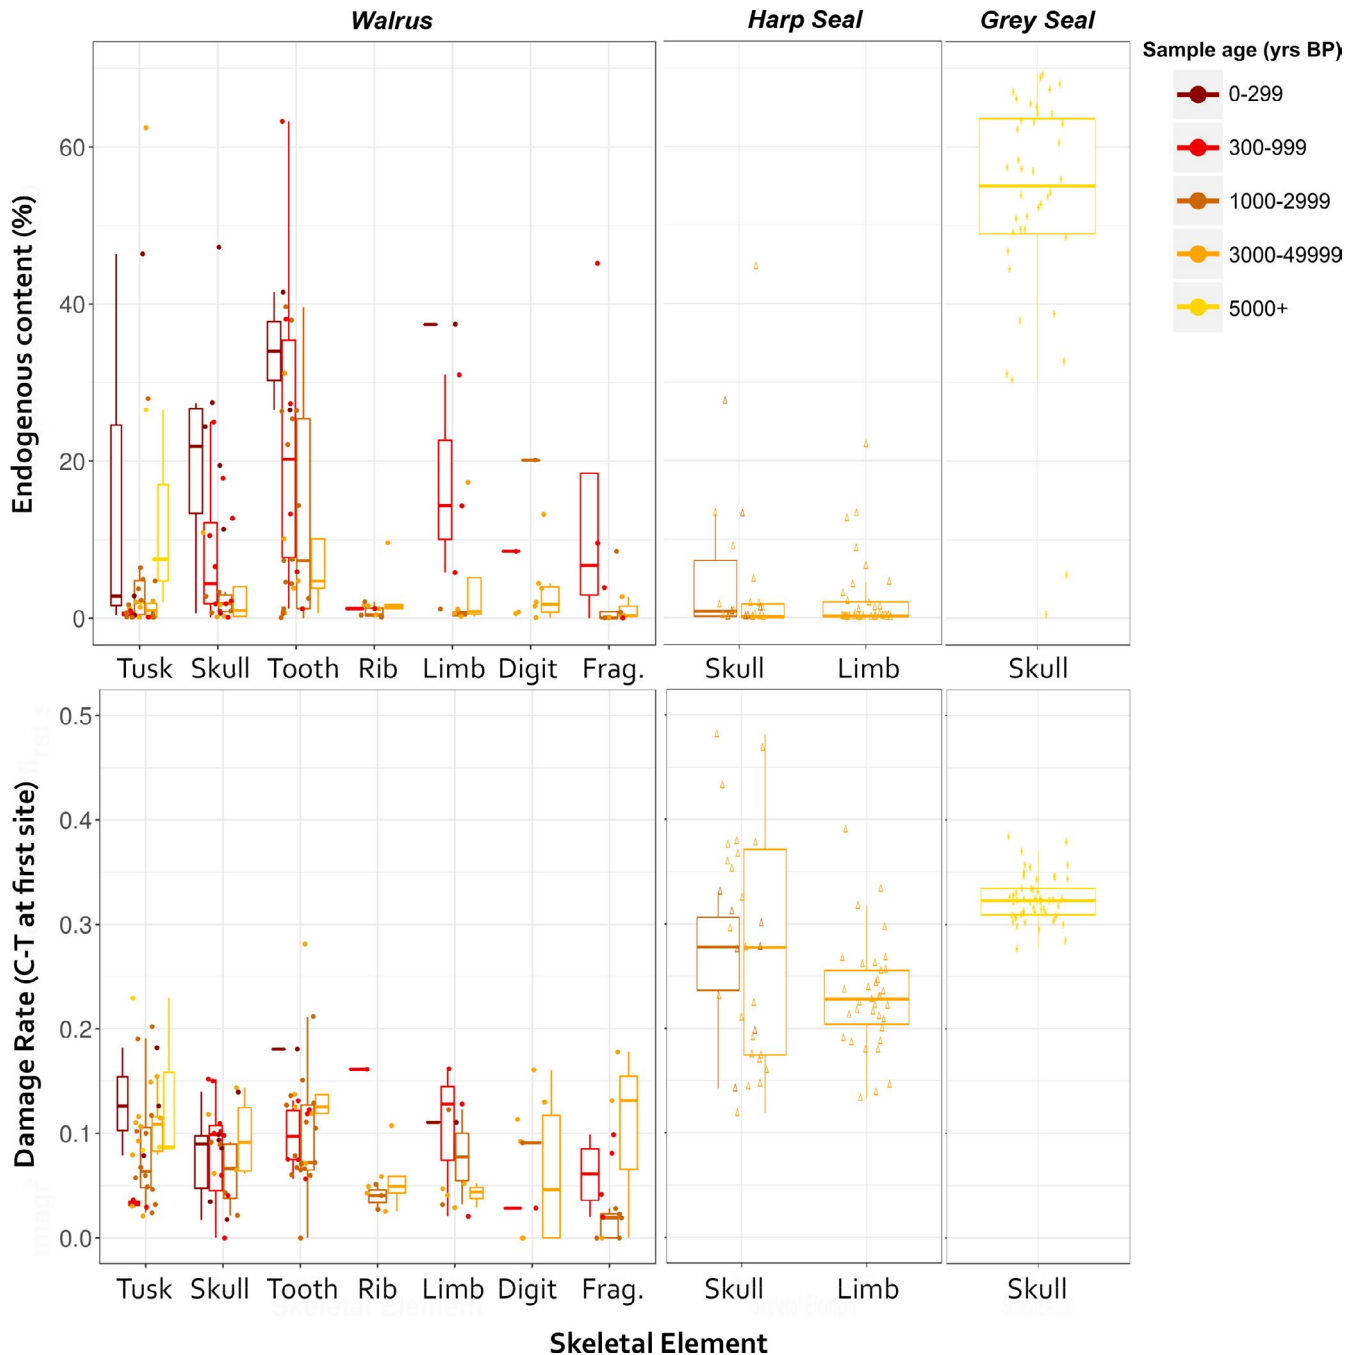 Walrus Harp Seal Grey Seal
Sample age (yrs BP)
0-299
300-999
1000-2999
3000-49999
5000+
Endogenous content (%)
60
40
20
0
Tusk Skull Tooth Rib Limb Digit Frag. Skull Limb Skull
Damage Rate (C-T at first site)
0.5
0.4
0.3
0.2
0.1
0.0
Tusk Skull Tooth Rib Limb Digit Frag. Skull Limb Skull
Skeletal Element
Skeletal Element